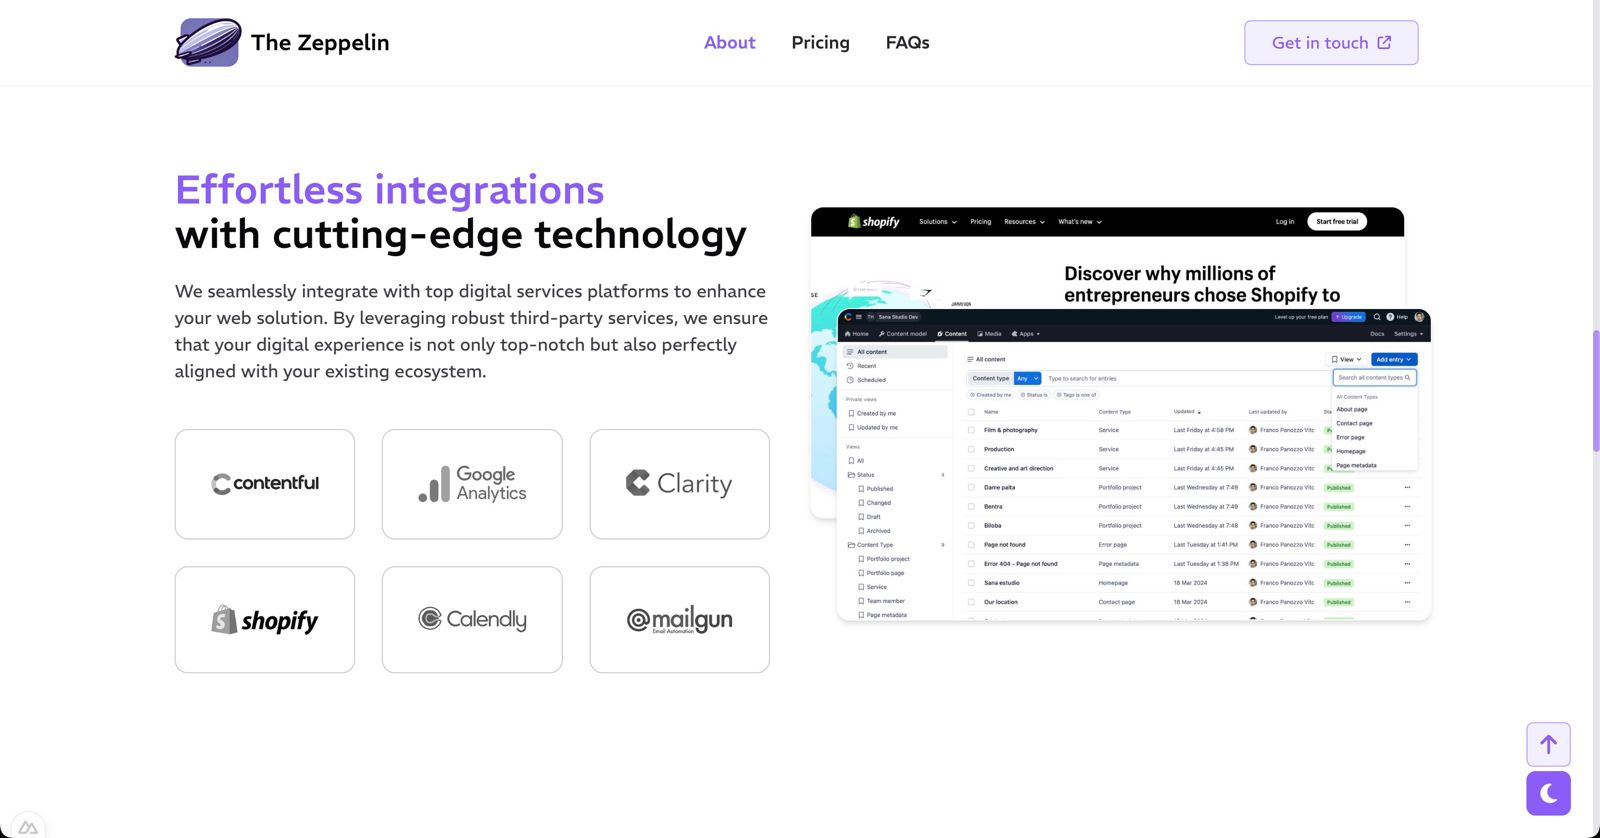 The Zeppelin
About
Pricing
FAQs
Get in touch
Effortless integrations
with cutting-edge technology
We seamlessly integrate with top digital services platforms to enhance
your web solution. By leveraging robust third-party services, we ensure
that your digital experience is not only top-notch but also perfectly
aligned with your existing ecosystem.
contentful
Google
Analytics
Clarity
shopify
Calendly
@mailgun
Email Automation
shopify
Solutions
Pricing
Resources
What's new
Log in
Start free trial
Discover why millions of
entrepreneurs chose Shopify to
TH
Sana Studio Dev
Level up your free plan
Upgrade
Help
Home
Content model
Content
Media
Apps
Docs
Settings
All content
Recent
Scheduled
Private views
Created by me
Updated by me
Views
All
Status 4
Published
Changed
Draft
Archived
Content Type 9
Portfolio project
Portfolio page
Service
Team member
Page metadata
All content
View
Add entry
Content type
Any
Type to search for entries
Search all content types
Created by me
Status is
Tags is one of
All Content Types
About page
Contact page
Error page
Homepage
Page metadata
Name Content Type Updated Last updated by Sta
Film & photography Service Last Friday at 4:58 PM Franco Panozzo Vitc
Production Service Last Friday at 4:45 PM Franco Panozzo Vitc
Creative and art direction Service Last Friday at 4:45 PM Franco Panozzo Vitc
Dame palta Portfolio project Last Wednesday at 7:49 Franco Panozzo Vitc Published
Bentra Portfolio project Last Wednesday at 7:49 Franco Panozzo Vitc Published
Biloba Portfolio project Last Wednesday at 7:48 Franco Panozzo Vitc Published
Page not found Error page Last Tuesday at 1:41 PM Franco Panozzo Vitc Published
Error 404 - Page not found Page metadata Last Tuesday at 1:38 PM Franco Panozzo Vitc Published
Sana estudio Homepage 18 Mar 2024 Franco Panozzo Vitc Published
Our location Contact page 18 Mar 2024 Franco Panozzo Vitc Published